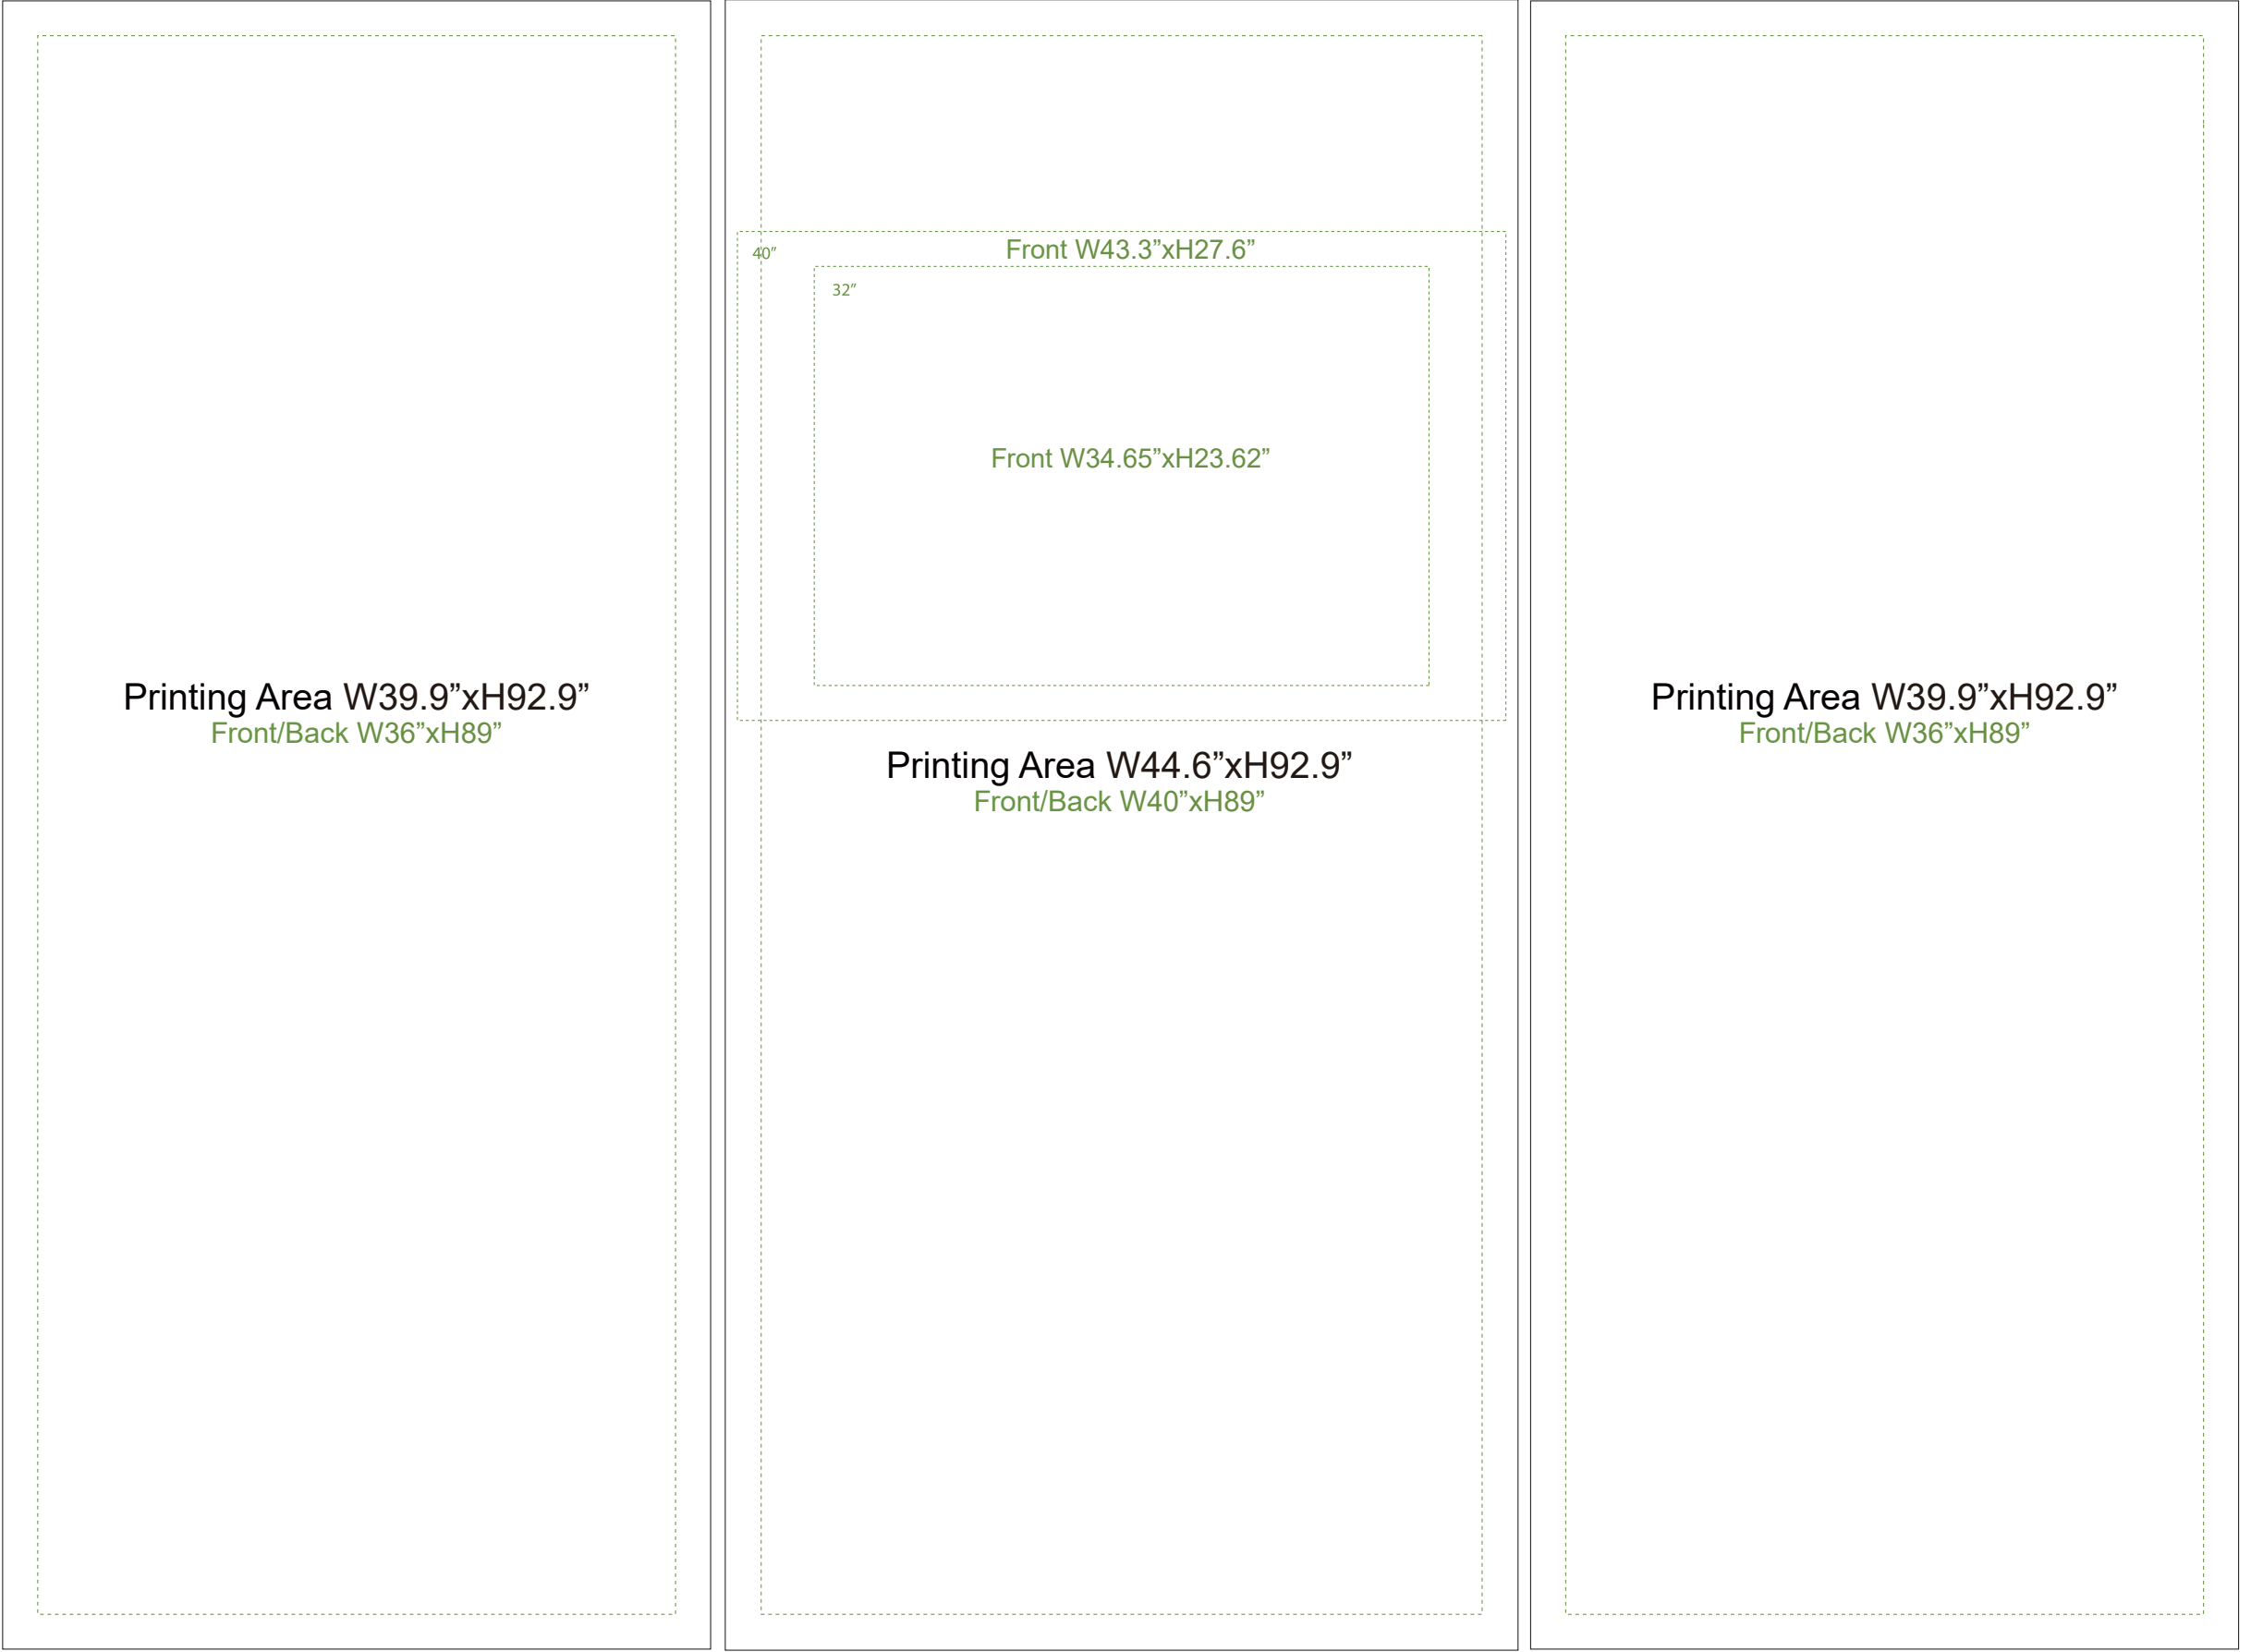 Printing Area W39.9”xH92.9”
Front/Back W36”xH89”
40”
Front W43.3”xH27.6”
32”
Front W34.65”xH23.62”
Printing Area W44.6”xH92.9”
Front/Back W40”xH89”
Printing Area W39.9”xH92.9”
Front/Back W36”xH89”